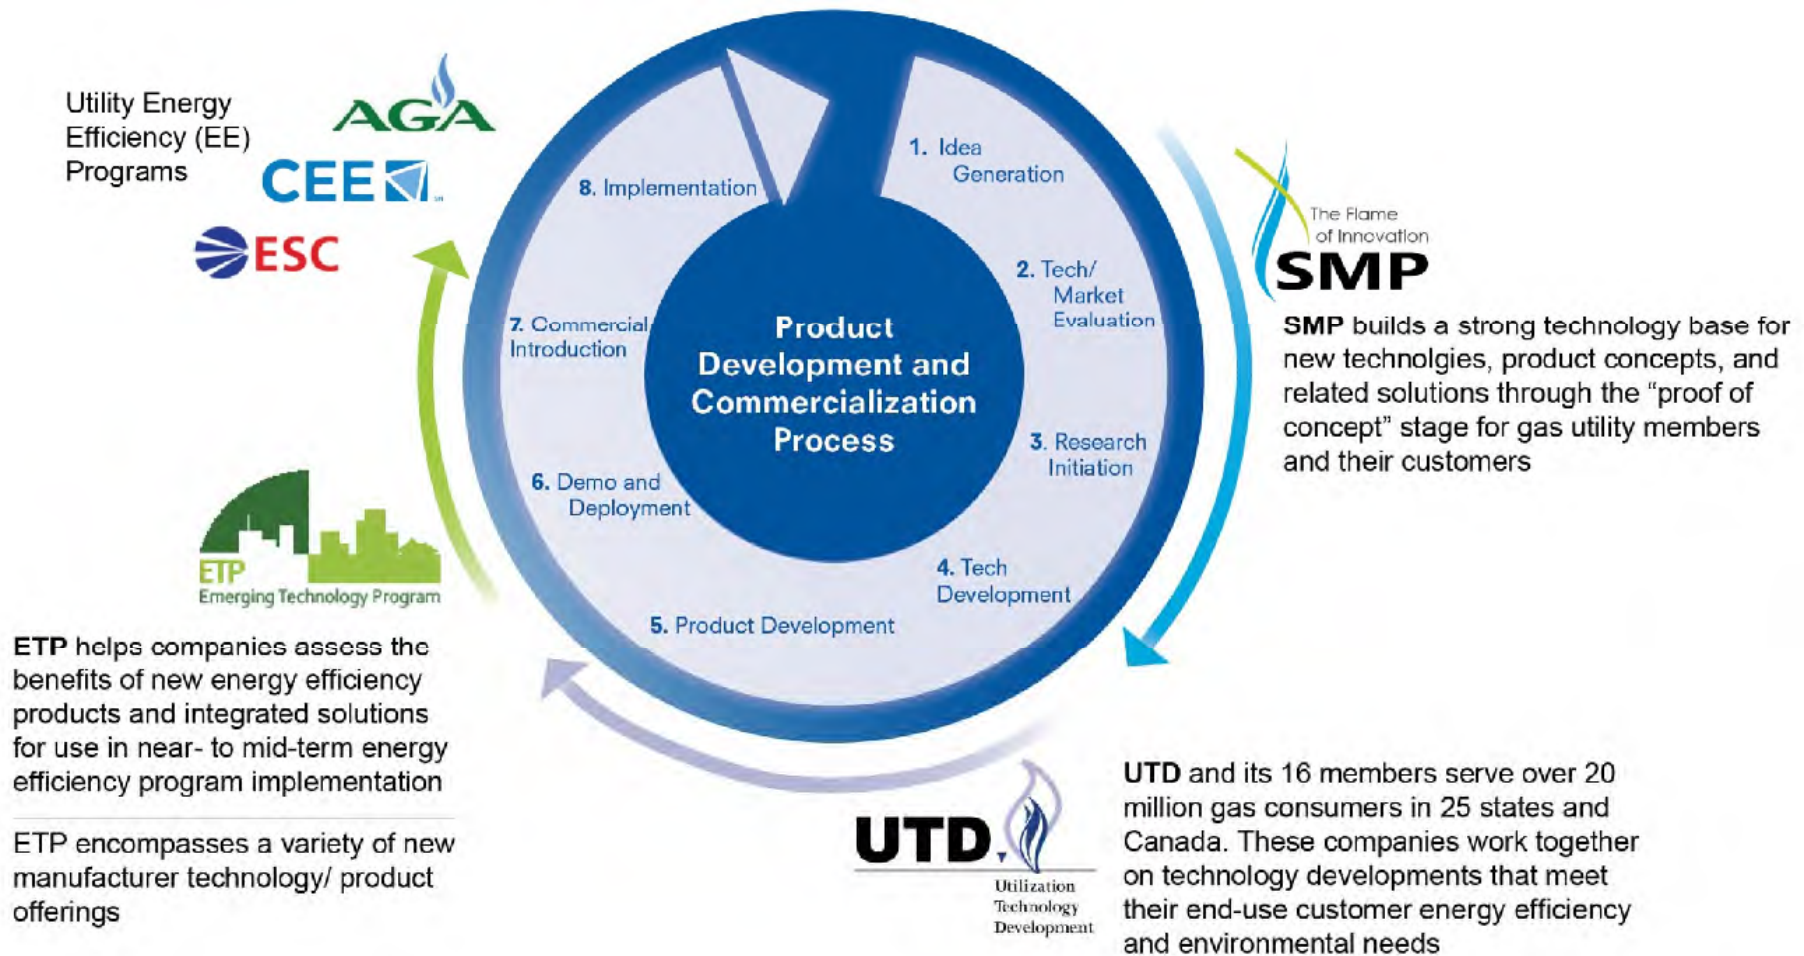 Utility Energy
Efficiency (EE)
Programs
AGA
CEE
ESC
1. Idea
Generation
2. Tech/
Market
Evaluation
3. Research
Initiation
4. Tech
Development
5. Product Development
6. Demo and
Deployment
7. Commercial
Introduction
8. Implementation
Product
Development and
Commercialization
Process
The Flame
of Innovation
SMP
SMP builds a strong technology base for
new technolgies, product concepts, and
related solutions through the “proof of
concept” stage for gas utility members
and their customers
ETP
Emerging Technology Program
ETP helps companies assess the
benefits of new energy efficiency
products and integrated solutions
for use in near- to mid-term energy
efficiency program implementation
ETP encompasses a variety of new
manufacturer technology/ product
offerings
UTD
Utilization
Technology
Development
UTD and its 16 members serve over 20
million gas consumers in 25 states and
Canada. These companies work together
on technology developments that meet
their end-use customer energy efficiency
and environmental needs